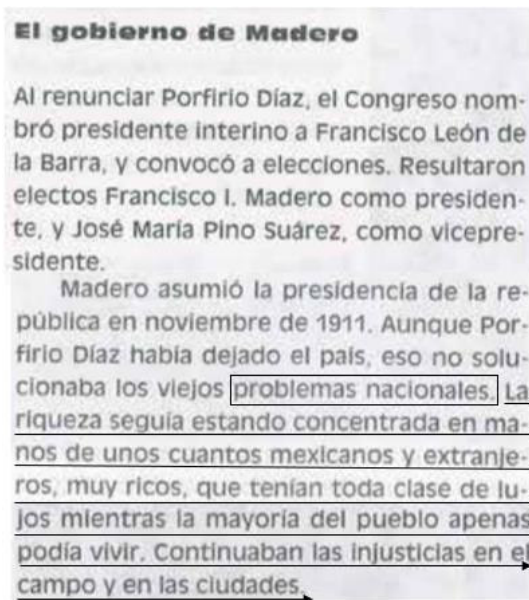 El gobierno de Madero
Al renunciar Porfirio Díaz, el Congreso nom-
bró presidente interino a Francisco León de
la Barra, y convocó a elecciones. Resultaron
electos Francisco I. Madero como presiden-
te, y José María Pino Suárez, como vicepre-
sidente.
Madero asumió la presidencia de la re-
pública en noviembre de 1911. Aunque Por-
firio Díaz había dejado el país, eso no solu-
cionaba los viejos problemas nacionales. La
riqueza seguía estando concentrada en ma-
nos de unos cuantos mexicanos y extranje-
ros, muy ricos, que tenían toda clase de lu-
jos mientras la mayoría del pueblo apenas
podía vivir. Continuaban las injusticias en el
campo y en las ciudades.